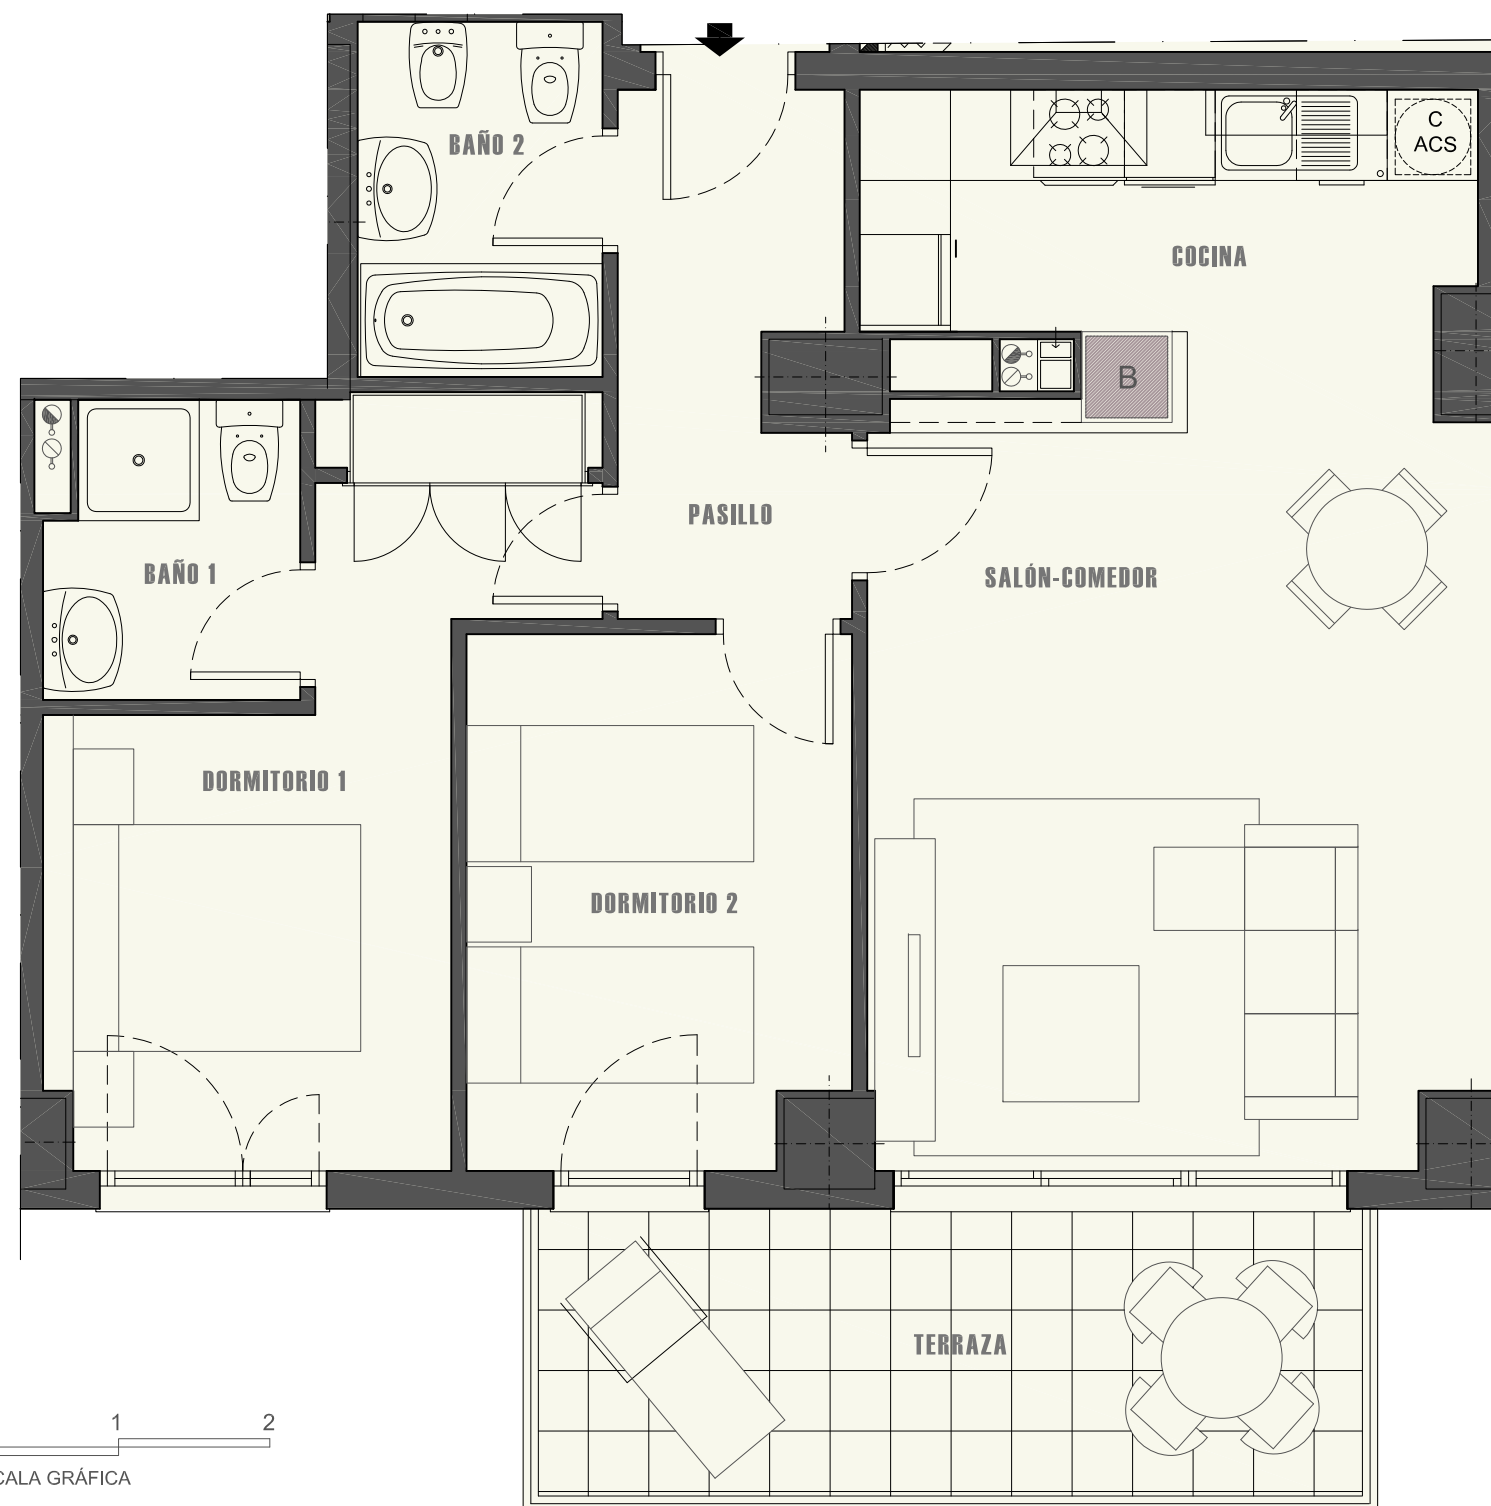 BAÑO 2
C
ACS
COCINA
B
PASILLO
BAÑO 1
SALÓN-COMEDOR
DORMITORIO 1
DORMITORIO 2
TERRAZA
1 2
CALA GRÁFICA